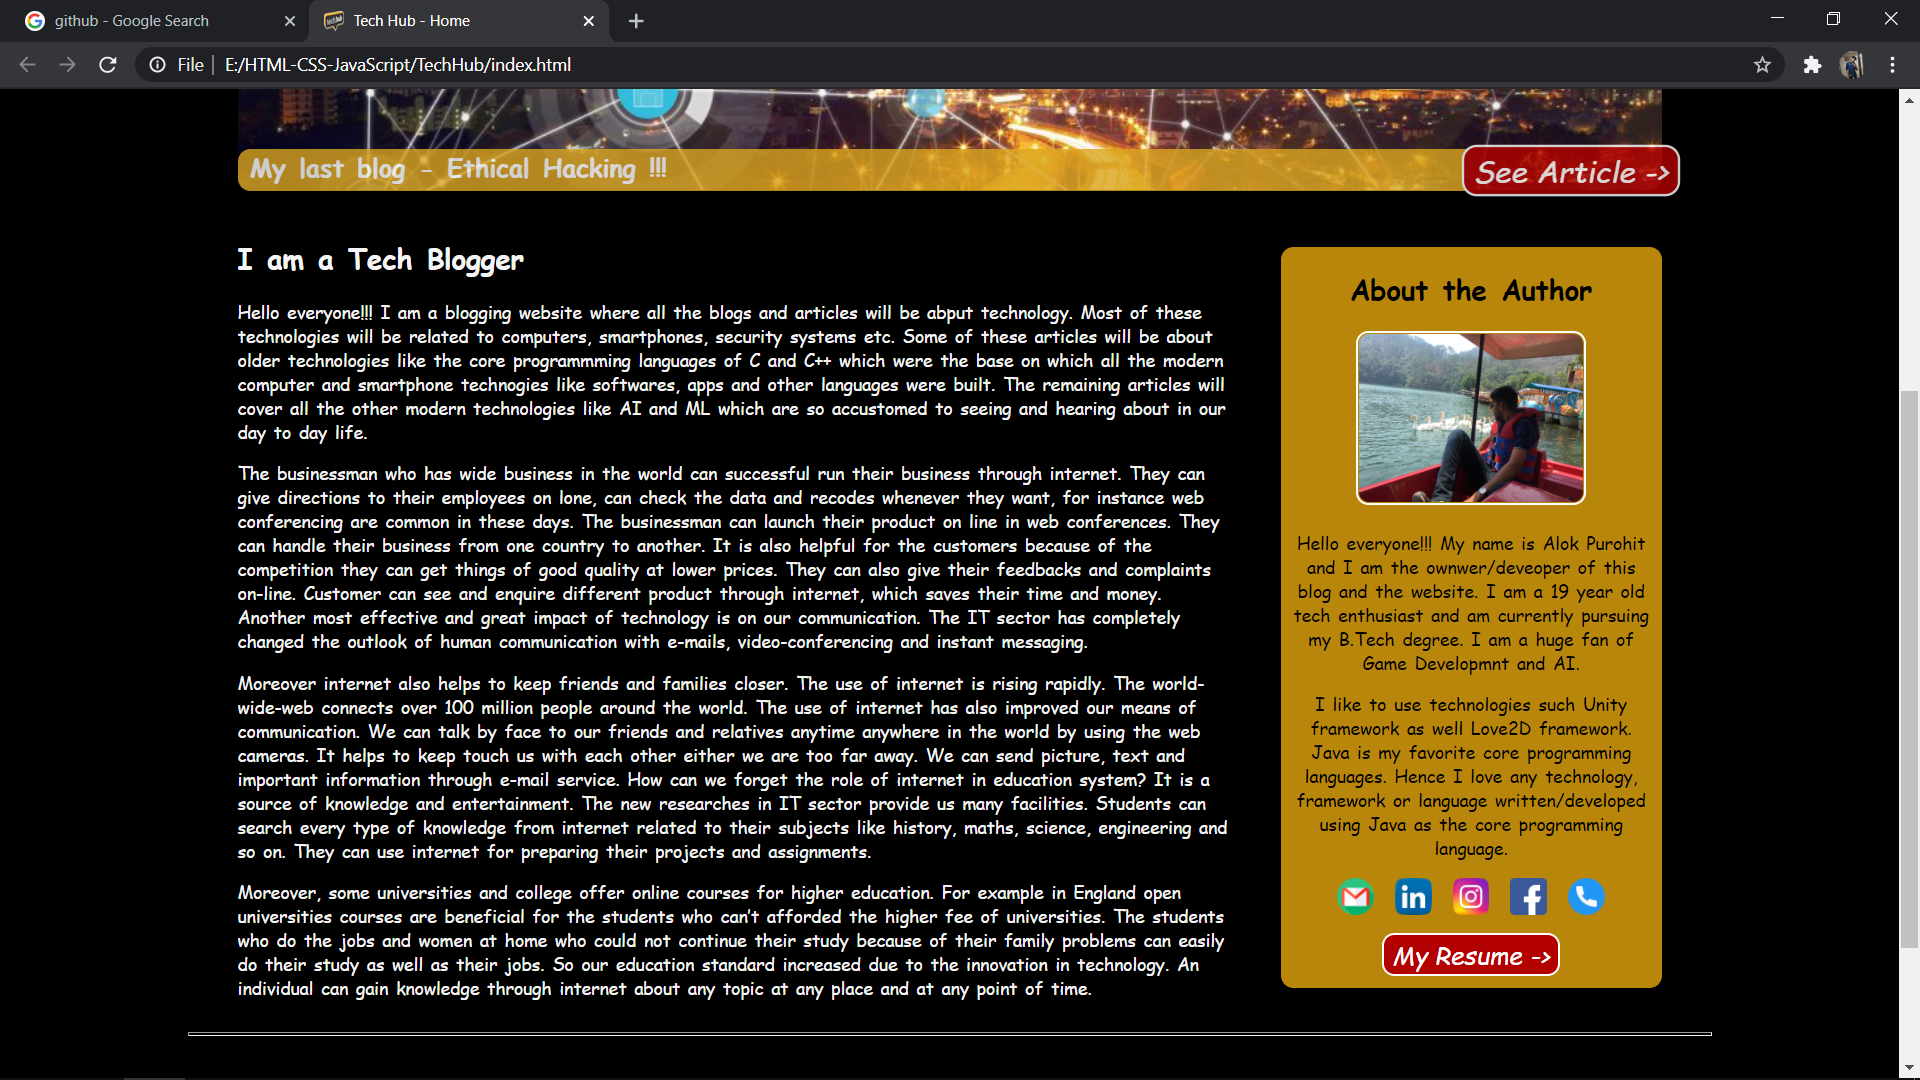 github - Google Search
Tech Hub - Home
File
E:/HTML-CSS-JavaScript/TechHub/index.html
My last blog - Ethical Hacking !!!
See Article ->
I am a Tech Blogger
Hello everyone!!! I am a blogging website where all the blogs and articles will be abput technology. Most of these
technologies will be related to computers, smartphones, security systems etc. Some of these articles will be about
older technologies like the core programmming languages of C and C++ which were the base on which all the modern
computer and smartphone technogies like softwares, apps and other languages were built. The remaining articles will
cover all the other modern technologies like AI and ML which are so accustomed to seeing and hearing about in our
day to day life.
The businessman who has wide business in the world can successful run their business through internet. They can
give directions to their employees on lone, can check the data and recodes whenever they want, for instance web
conferencing are common in these days. The businessman can launch their product on line in web conferences. They
can handle their business from one country to another. It is also helpful for the customers because of the
competition they can get things of good quality at lower prices. They can also give their feedbacks and complaints
on-line. Customer can see and enquire different product through internet, which saves their time and money.
Another most effective and great impact of technology is on our communication. The IT sector has completely
changed the outlook of human communication with e-mails, video-conferencing and instant messaging.
Moreover internet also helps to keep friends and families closer. The use of internet is rising rapidly. The world-
wide-web connects over 100 million people around the world. The use of internet has also improved our means of
communication. We can talk by face to our friends and relatives anytime anywhere in the world by using the web
cameras. It helps to keep touch us with each other either we are too far away. We can send picture, text and
important information through e-mail service. How can we forget the role of internet in education system? It is a
source of knowledge and entertainment. The new researches in IT sector provide us many facilities. Students can
search every type of knowledge from internet related to their subjects like history, maths, science, engineering and
so on. They can use internet for preparing their projects and assignments.
Moreover, some universities and college offer online courses for higher education. For example in England open
universities courses are beneficial for the students who can't afforded the higher fee of universities. The students
who do the jobs and women at home who could not continue their study because of their family problems can easily
do their study as well as their jobs. So our education standard increased due to the innovation in technology. An
individual can gain knowledge through internet about any topic at any place and at any point of time.
About the Author
Hello everyone!!! My name is Alok Purohit
and I am the ownwer/deveoper of this
blog and the website. I am a 19 year old
tech enthusiast and am currently pursuing
my B.Tech degree. I am a huge fan of
Game Developmnt and AI.
I like to use technologies such Unity
framework as well Love2D framework.
Java is my favorite core programming
languages. Hence I love any technology,
framework or language written/developed
using Java as the core programming
language.
My Resume ->